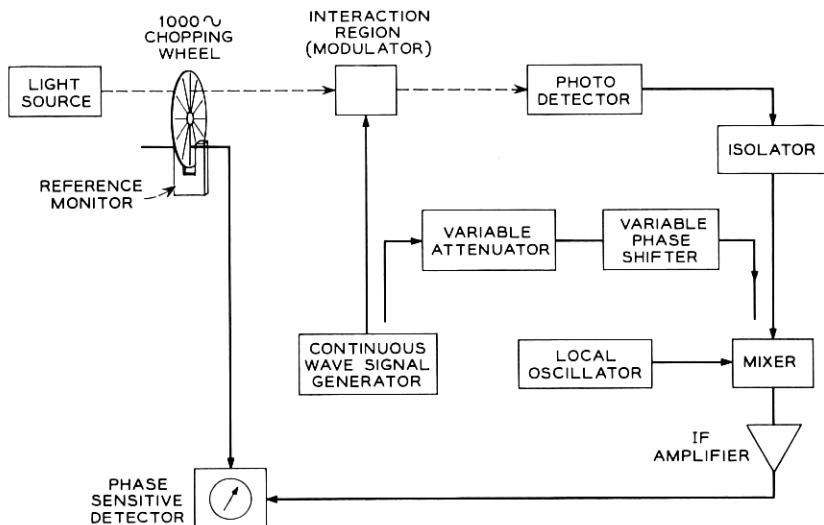 1000∿
CHOPPING
WHEEL
INTERACTION
REGION
(MODULATOR)
LIGHT
SOURCE
PHOTO
DETECTOR
ISOLATOR
REFERENCE
MONITOR
VARIABLE
ATTENUATOR
VARIABLE
PHASE
SHIFTER
CONTINUOUS
WAVE SIGNAL
GENERATOR
LOCAL
OSCILLATOR
MIXER
IF
AMPLIFIER
PHASE
SENSITIVE
DETECTOR